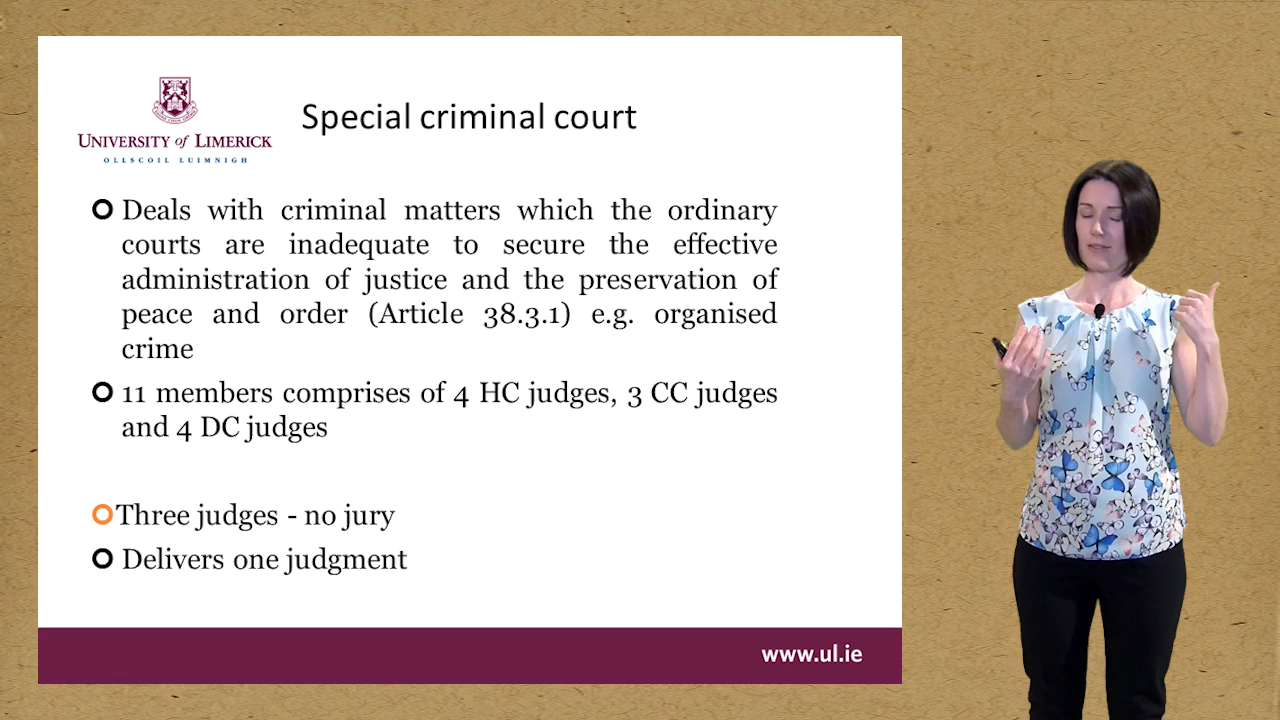 UNIVERSITY of LIMERICK
OLLSCOIL LUIMNIGH
Special criminal court
Deals with criminal matters which the ordinary
courts are inadequate to secure the effective
administration of justice and the preservation of
peace and order (Article 38.3.1) e.g. organised
crime
11 members comprises of 4 HC judges, 3 CC judges
and 4 DC judges
Three judges - no jury
Delivers one judgment
www.ul.ie